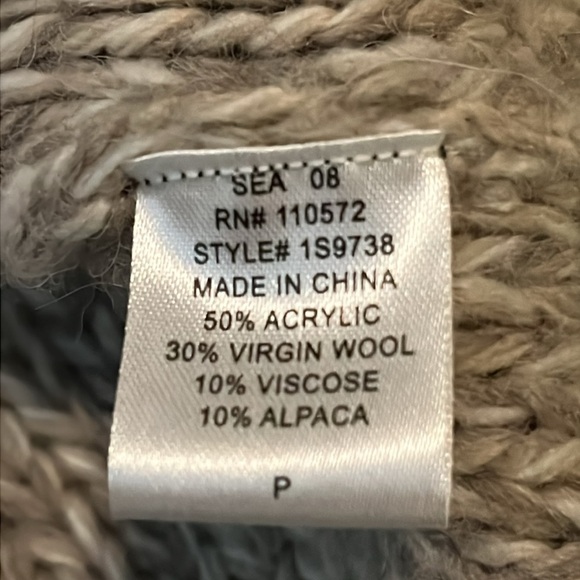 SEA 08
RN# 110572
STYLE# 1S9738
MADE IN CHINA
50% ACRYLIC
30% VIRGIN WOOL
10% VISCOSE
10% ALPACA
P